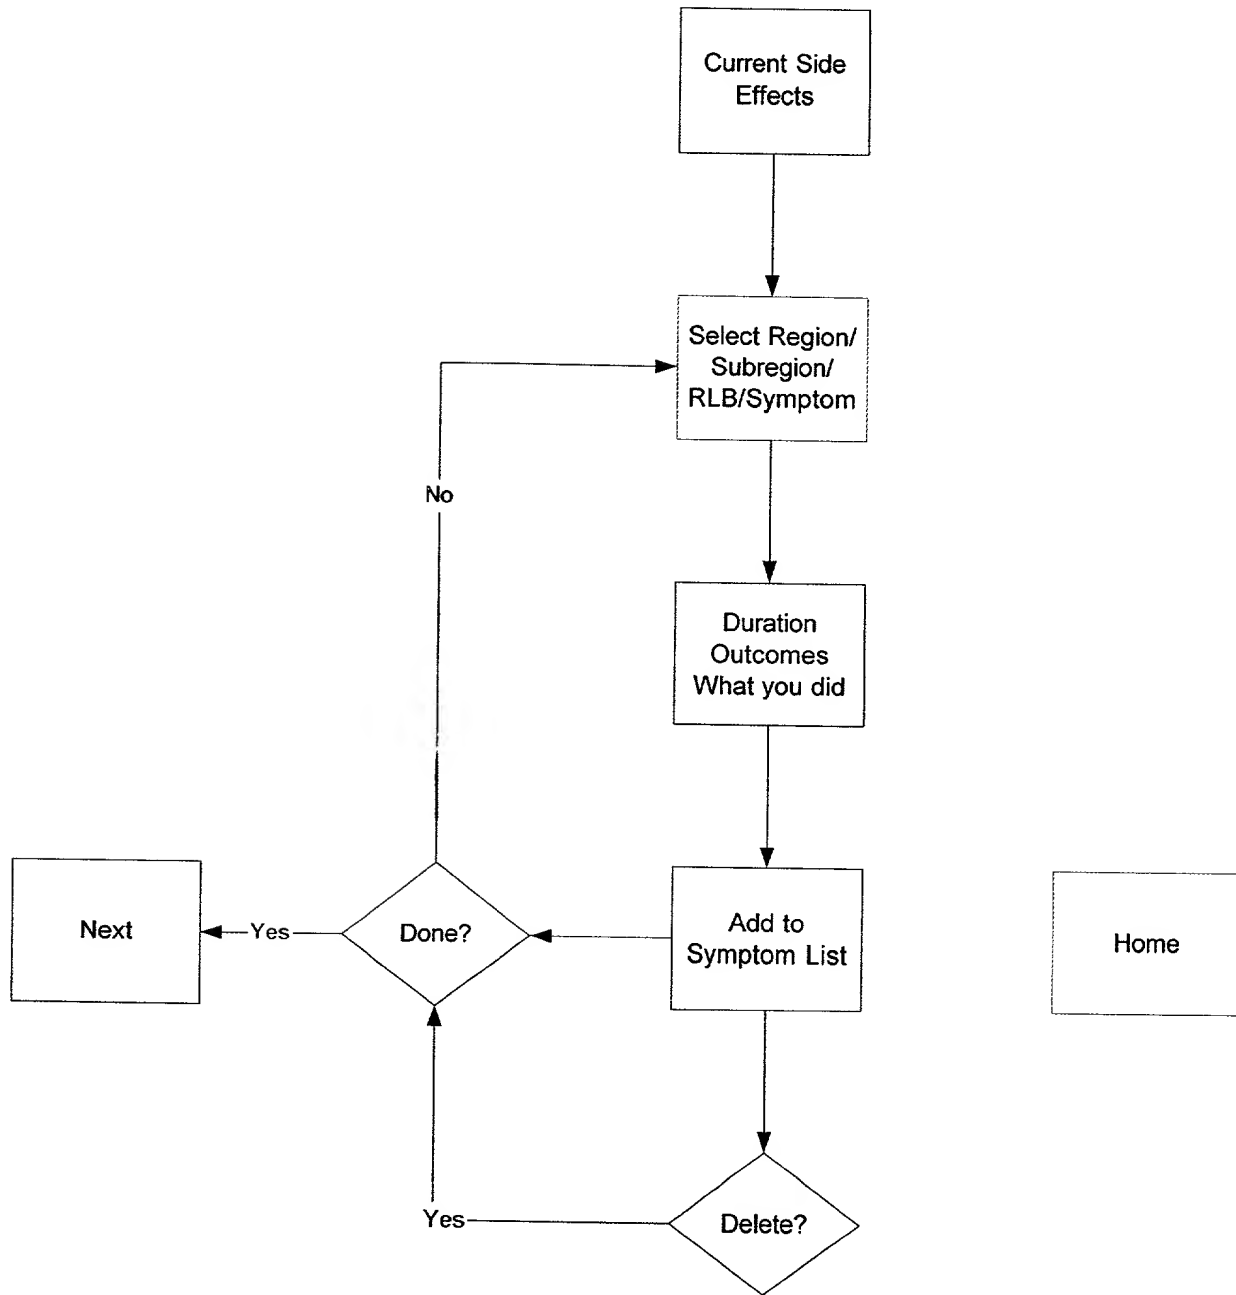 Current Side
Effects
Select Region/
Subregion/
RLB/Symptom
No
Duration
Outcomes
What you did
Next
Yes
Done?
Add to
Symptom List
Home
Yes
Delete?